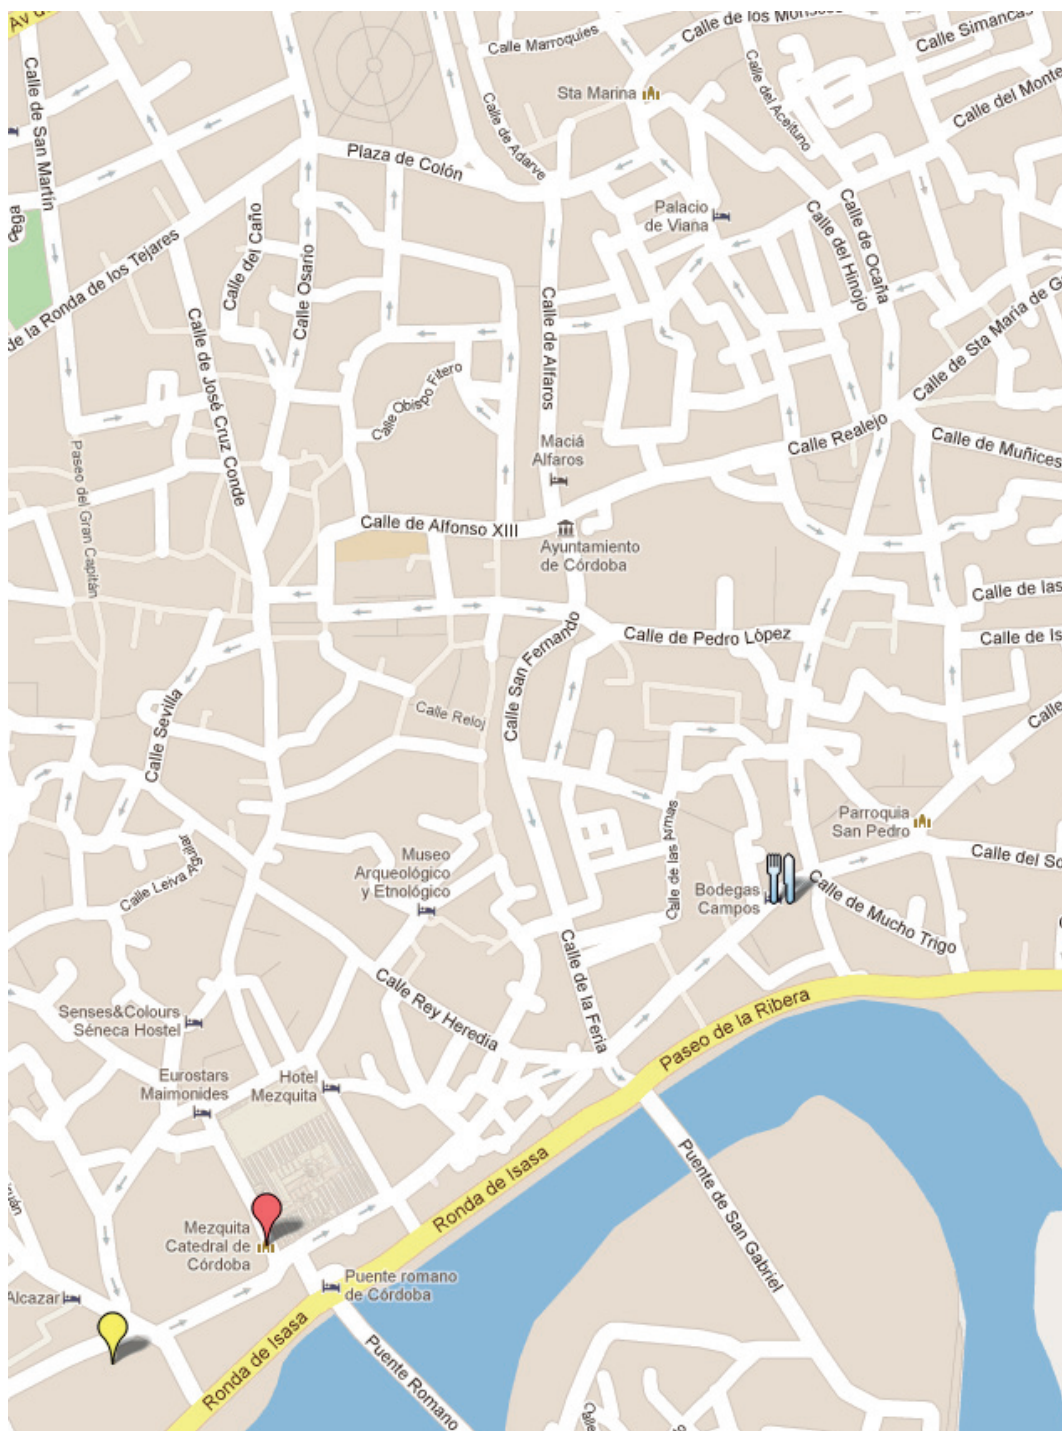 Calle de los Moriscos
Calle Marroquies
Calle Simancas
Calle de San Martín
Calle de Adarve
Sta Marina
Calle del Aceituno
Calle del Monte
Plaza de Colón
Palacio
de Viana
Calle del Caño
Calle Osario
de la Ronda de los Tejares
Calle del Hinojo
Calle de Ocaña
Calle de José Cruz Conde
Calle de Alfaros
Calle Obispo Fitero
Calle de Sta María de
Calle Realejo
Calle de Muñices
Maciá
Alfaros
Paseo del Gran Capitán
Calle de Alfonso XIII
Ayuntamiento
de Córdoba
Calle de las
Calle de Pedro López
Calle San Fernando
Calle Sevilla
Calle Reloj
Calle
Calle de las Armas
Parroquia
San Pedro
Calle del
Museo
Arqueológico
y Etnológico
Calle Leiva Aguilar
Bodegas
Campos
Calle de Mucho Trigo
Calle de la Feria
Calle Rey Heredia
Paseo de la Ribera
Senses&Colours
Séneca Hostel
Eurostars
Maimonides
Hotel
Mezquita
Ronda de Isasa
Puente de San Gabriel
Mezquita
Catedral de
Córdoba
Puente romano
de Córdoba
Alcazar
Ronda de Isasa
Puente Romano
Calle
Calle